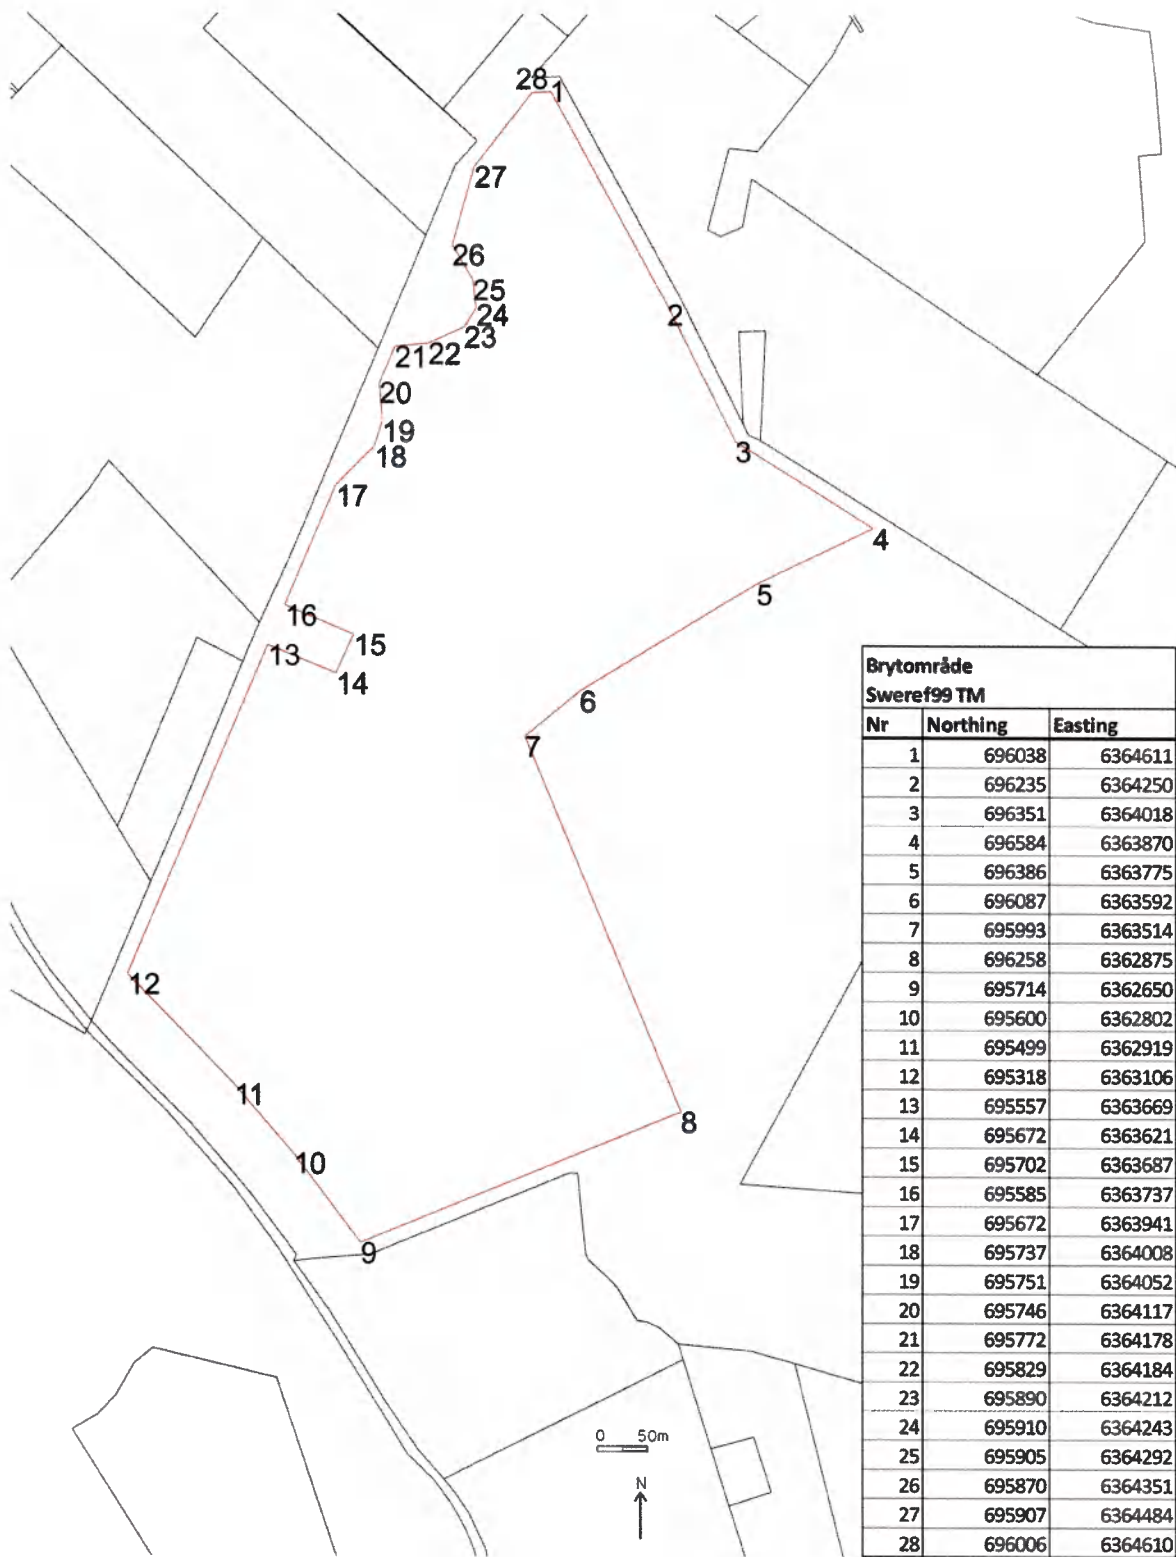 28
1
27
26
25
24
23
2
22
21
20
19
18
3
17
4
5
16
15
13
14
6
7
12
11
8
10
9
0 50m
N
Brytområde
Sweref99 TM
Nr Northing Easting
1 696038 6364611
2 696235 6364250
3 696351 6364018
4 696584 6363870
5 696386 6363775
6 696087 6363592
7 695993 6363514
8 696258 6362875
9 695714 6362650
10 695600 6362802
11 695499 6362919
12 695318 6363106
13 695557 6363669
14 695672 6363621
15 695702 6363687
16 695585 6363737
17 695672 6363941
18 695737 6364008
19 695751 6364052
20 695746 6364117
21 695772 6364178
22 695829 6364184
23 695890 6364212
24 695910 6364243
25 695905 6364292
26 695870 6364351
27 695907 6364484
28 696006 6364610